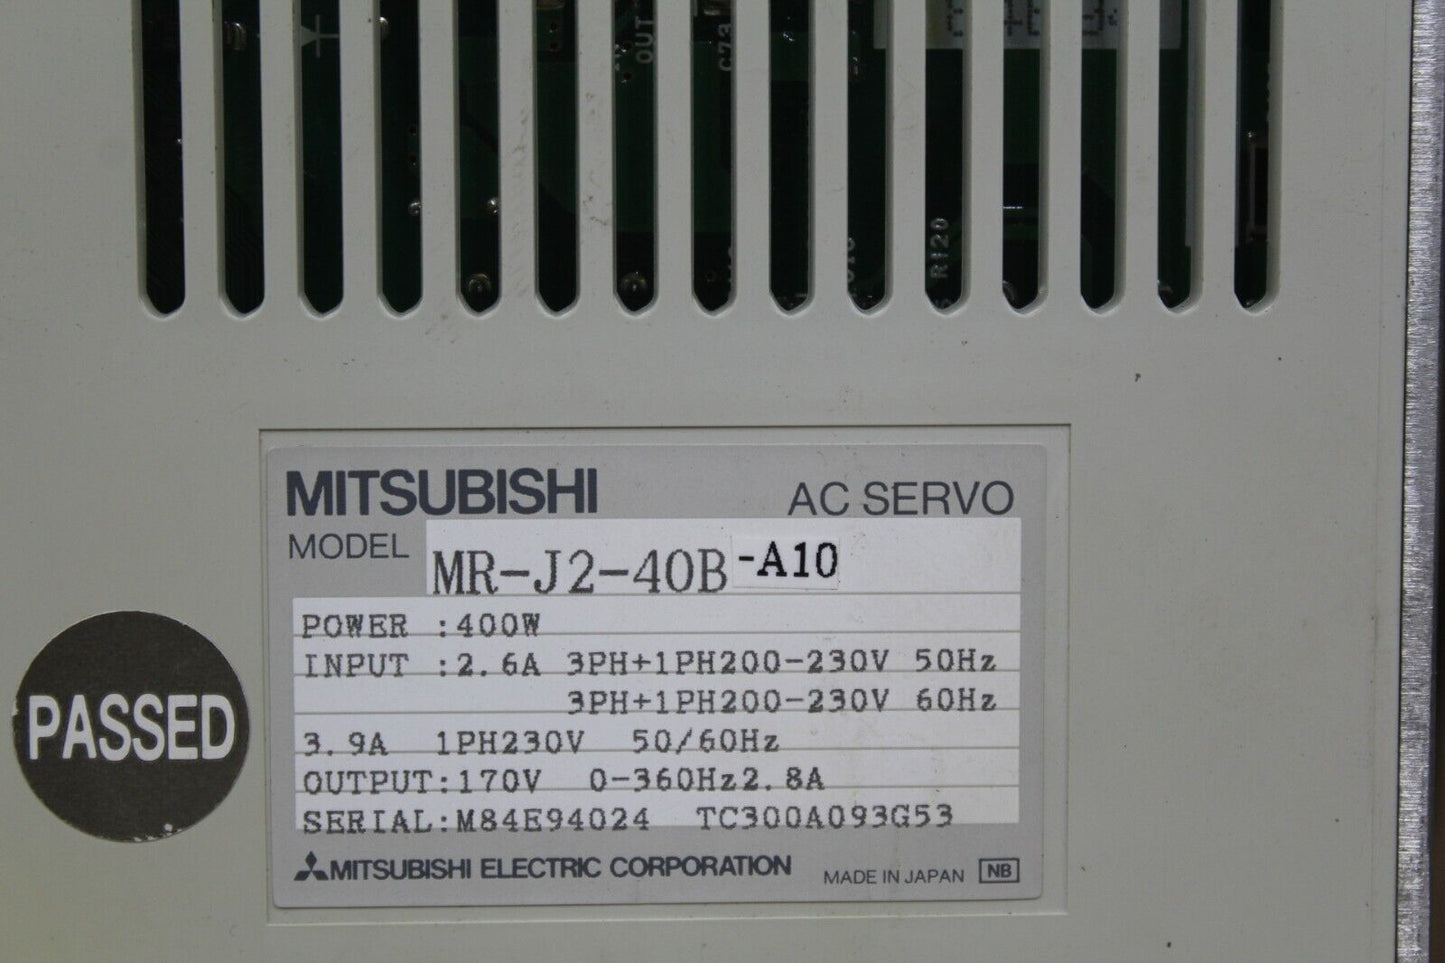 OUT
C73
R120
MITSUBISHI AC SERVO
MODEL MR-J2-40B-A10
POWER :400W
INPUT :2.6A 3PH+1PH200-230V 50Hz
3PH+1PH200-230V 60Hz
3.9A 1PH230V 50/60Hz
OUTPUT:170V 0-360Hz2.8A
SERIAL:M84E94024 TC300A093G53
MITSUBISHI ELECTRIC CORPORATION MADE IN JAPAN NB
PASSED